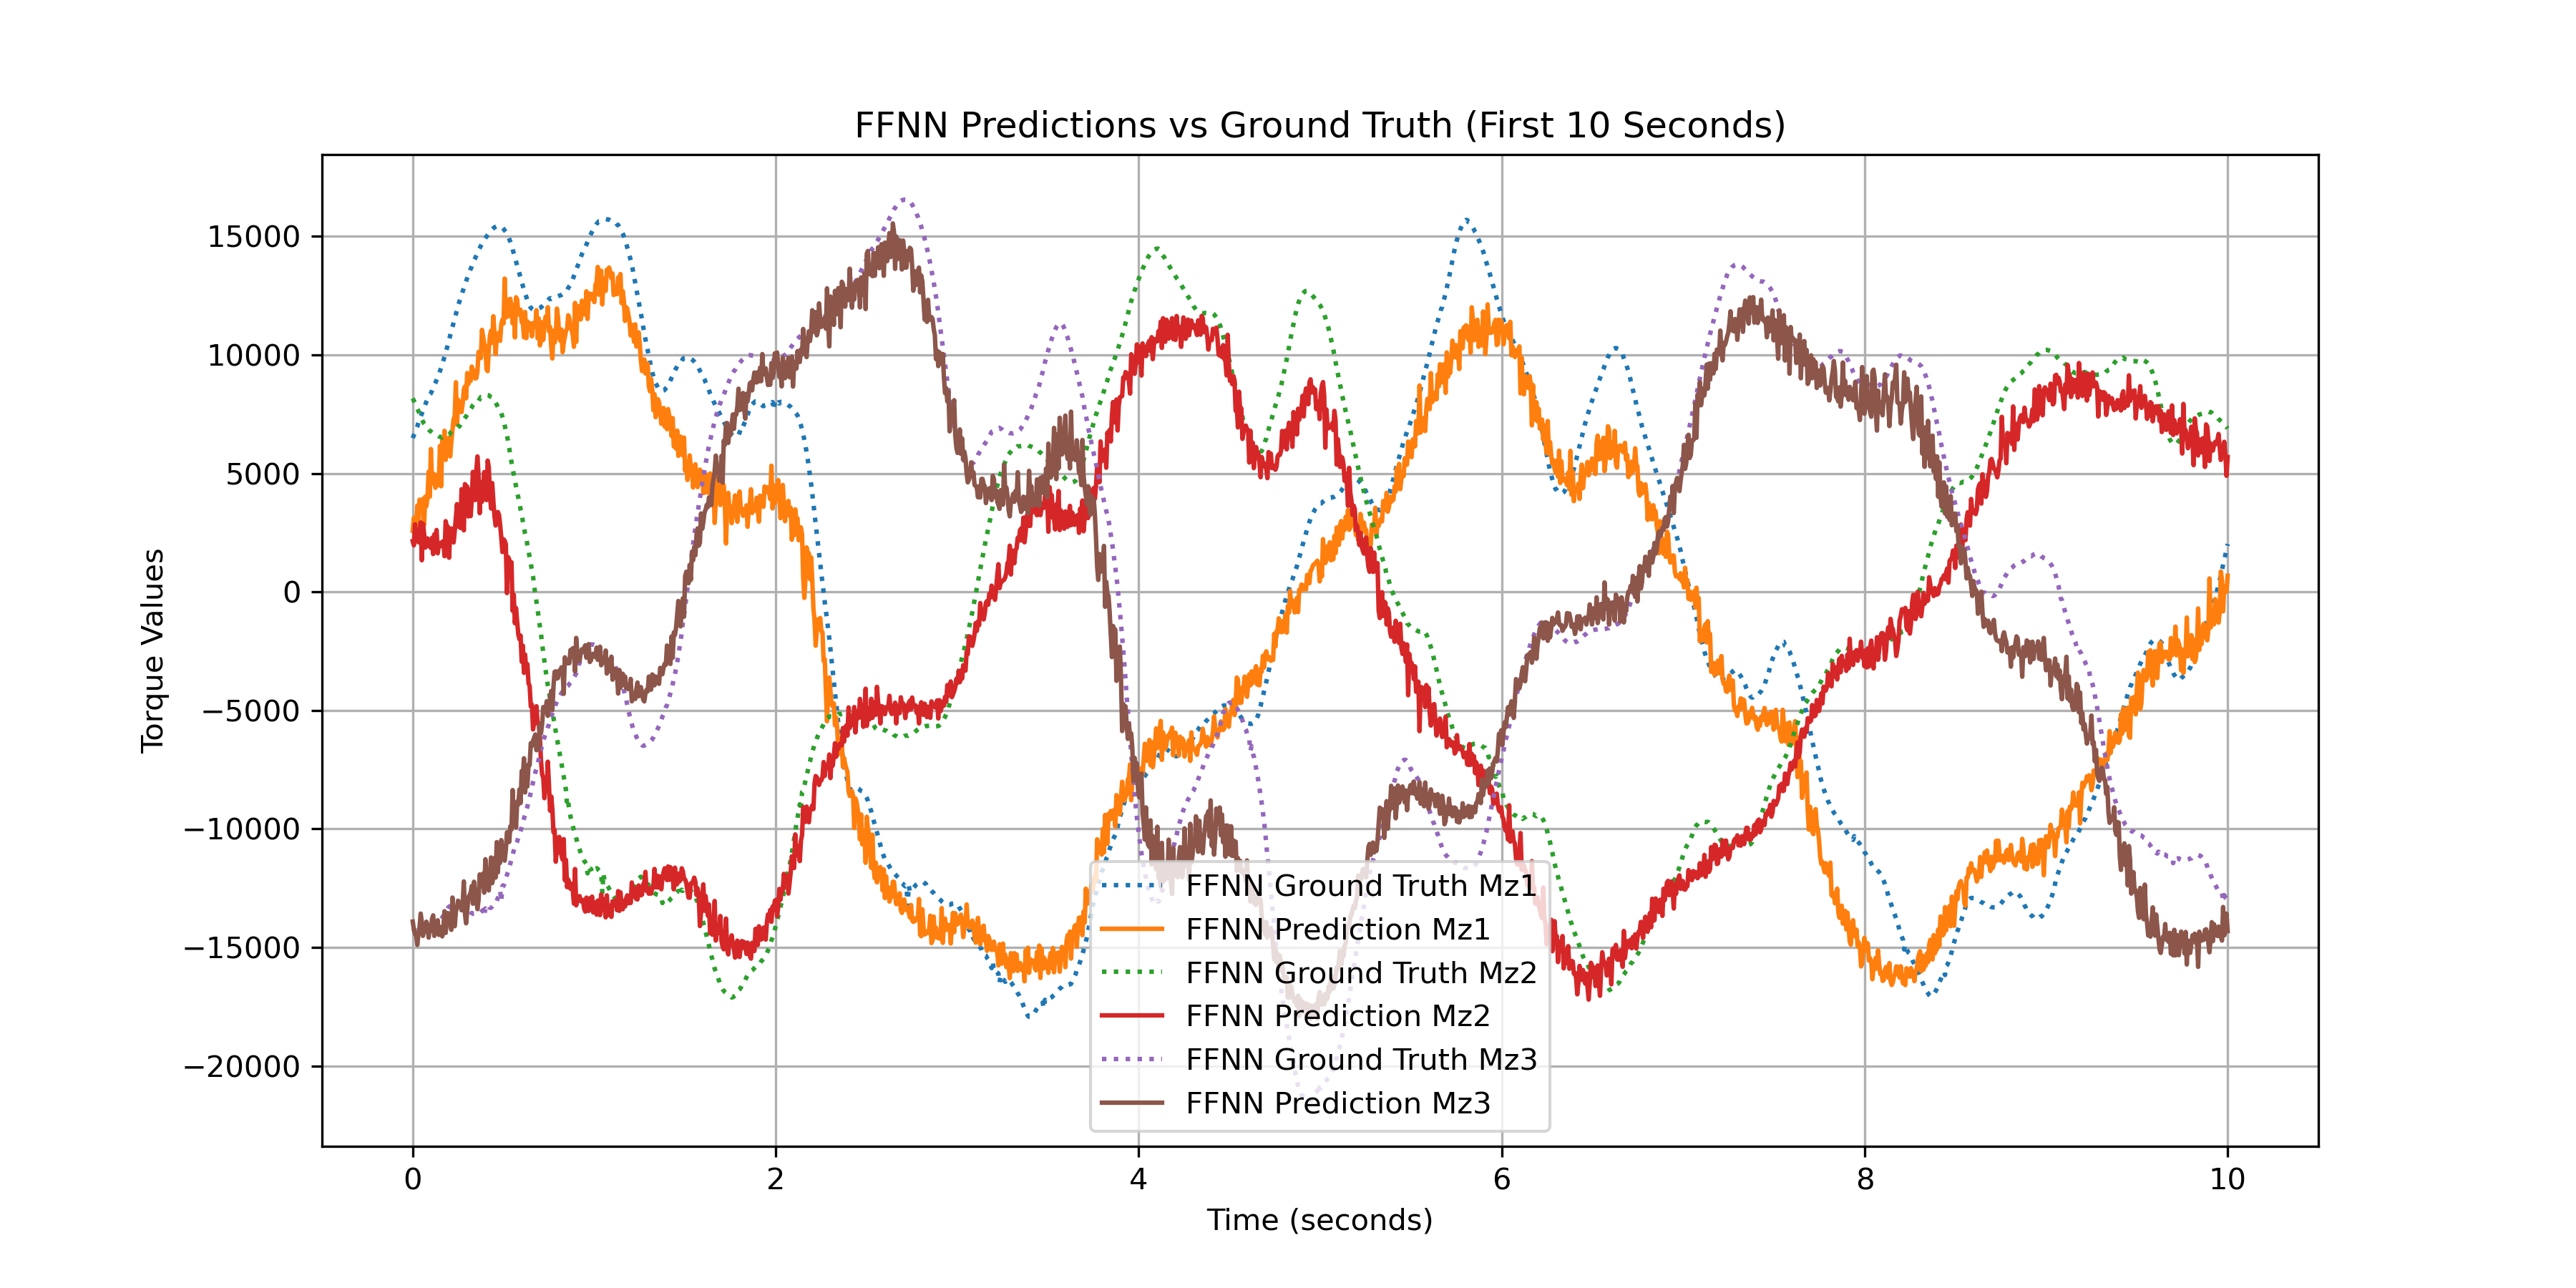 FFNN Predictions vs Ground Truth (First 10 Seconds)
Torque Values
15000
10000
5000
0
−5000
−10000
−15000
−20000
FFNN Ground Truth Mz1
FFNN Prediction Mz1
FFNN Ground Truth Mz2
FFNN Prediction Mz2
FFNN Ground Truth Mz3
FFNN Prediction Mz3
0 2 4 6 8 10
Time (seconds)